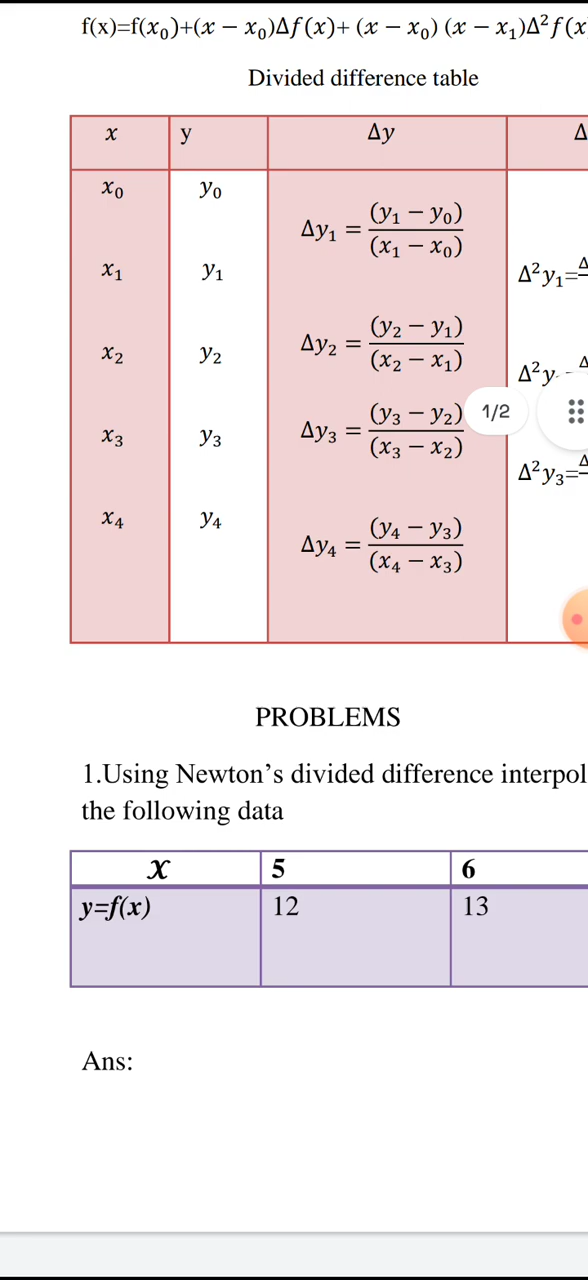 f(x)=f(x₀)+(x − x₀)Δf(x)+ (x − x₀) (x − x₁)Δ²f(x
Divided difference table
x y Δy Δ
x₀ y₀
Δy₁ = (y₁ − y₀)/(x₁ − x₀)
x₁ y₁ Δ²y₁=Δ
Δy₂ = (y₂ − y₁)/(x₂ − x₁)
x₂ y₂
Δ²y Δ
Δy₃ = (y₃ − y₂)/(x₃ − x₂) 1/2
x₃ y₃
Δ²y₃=Δ
x₄ y₄
Δy₄ = (y₄ − y₃)/(x₄ − x₃)
PROBLEMS
1.Using Newton’s divided difference interpol
the following data
x 5 6
y=f(x) 12 13
Ans: